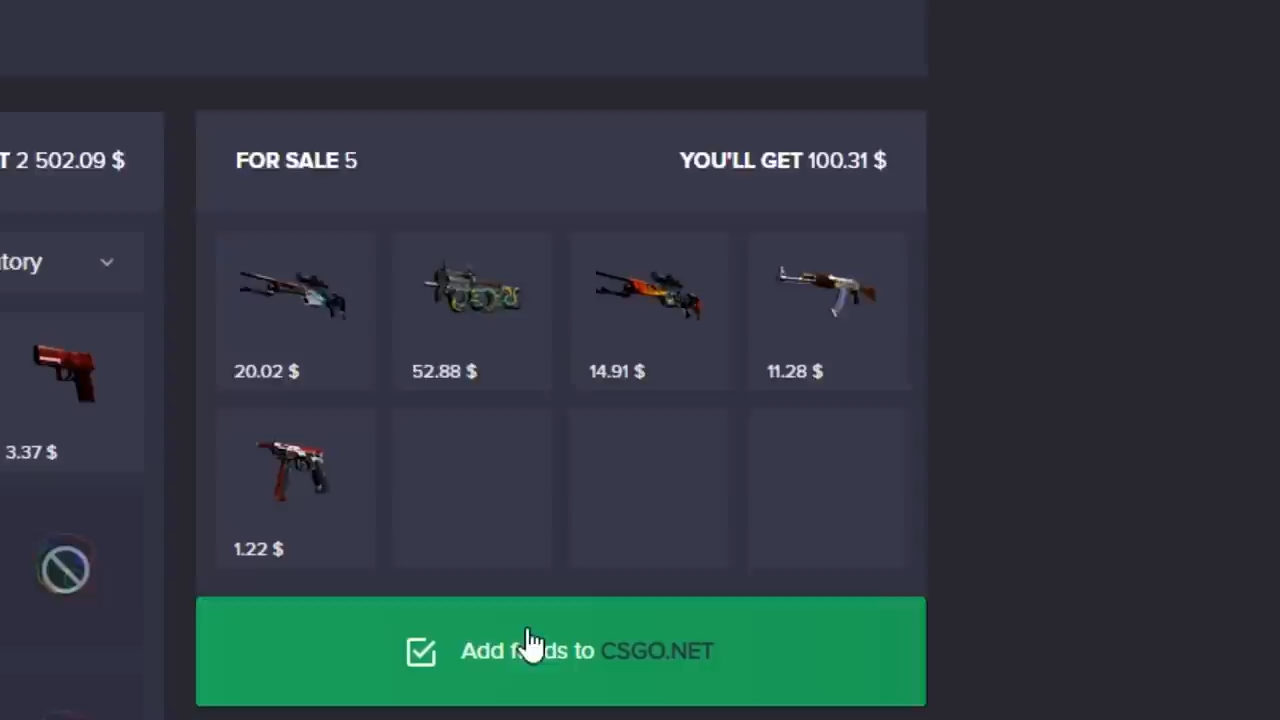 T 2 502.09 $
FOR SALE 5
YOU'LL GET 100.31 $
tory
20.02 $
52.88 $
14.91 $
11.28 $
3.37 $
1.22 $
Add funds to CSGO.NET